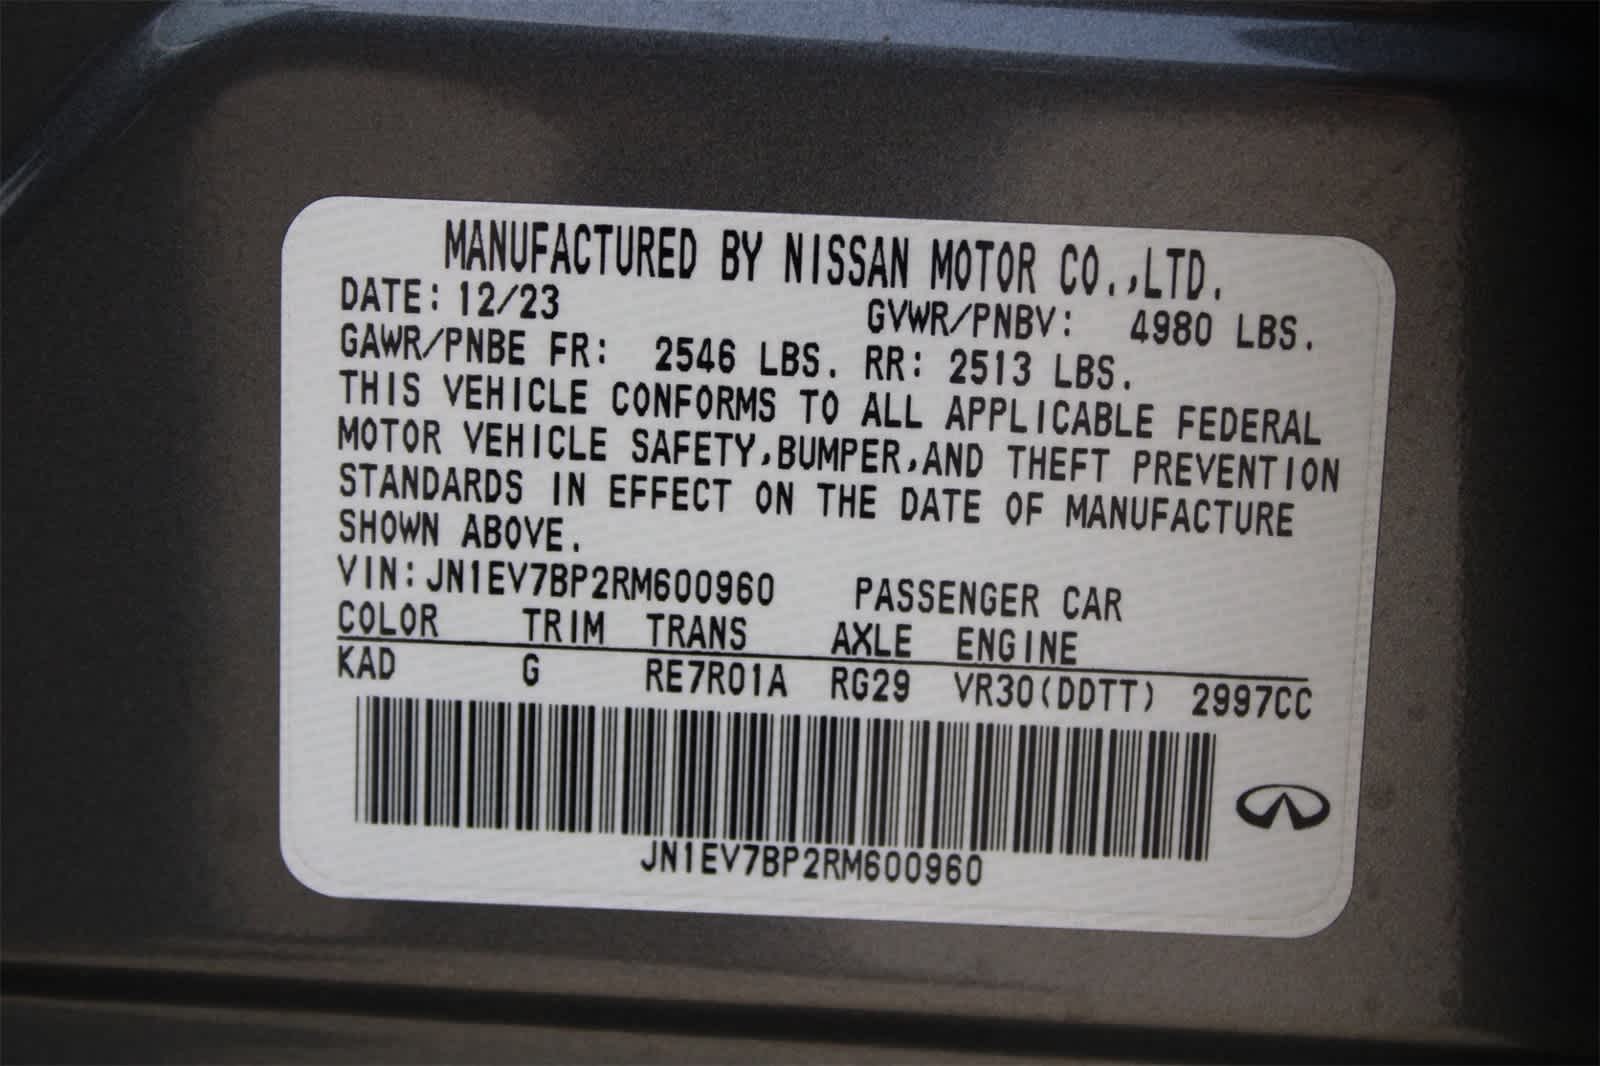 MANUFACTURED BY NISSAN MOTOR CO.,LTD.
DATE: 12/23 GVWR/PNBV: 4980 LBS.
GAWR/PNBE FR: 2546 LBS. RR: 2513 LBS.
THIS VEHICLE CONFORMS TO ALL APPLICABLE FEDERAL
MOTOR VEHICLE SAFETY,BUMPER,AND THEFT PREVENTION
STANDARDS IN EFFECT ON THE DATE OF MANUFACTURE
SHOWN ABOVE.
VIN: JN1EV7BP2RM600960 PASSENGER CAR
COLOR TRIM TRANS AXLE ENGINE
KAD G RE7R01A RG29 VR30(DDTT) 2997CC
JN1EV7BP2RM600960